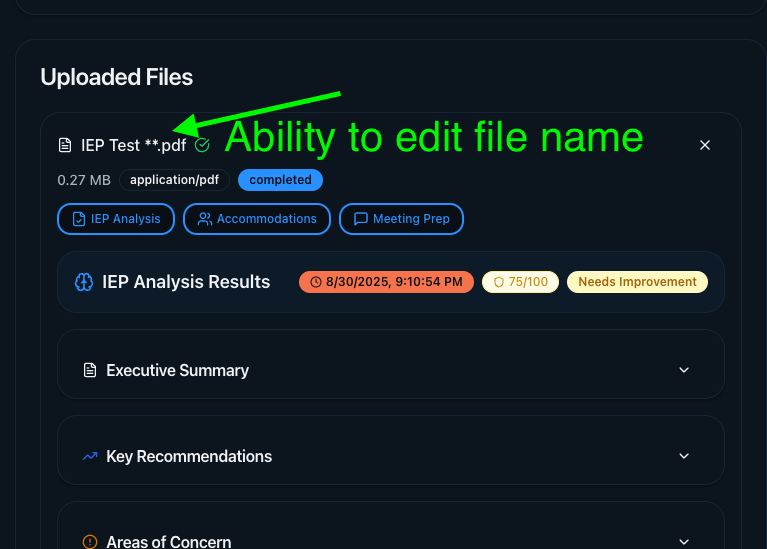 Uploaded Files
IEP Test **.pdf
Ability to edit file name
0.27 MB application/pdf completed
IEP Analysis Accommodations Meeting Prep
IEP Analysis Results 8/30/2025, 9:10:54 PM 75/100 Needs Improvement
Executive Summary
Key Recommendations
Areas of Concern